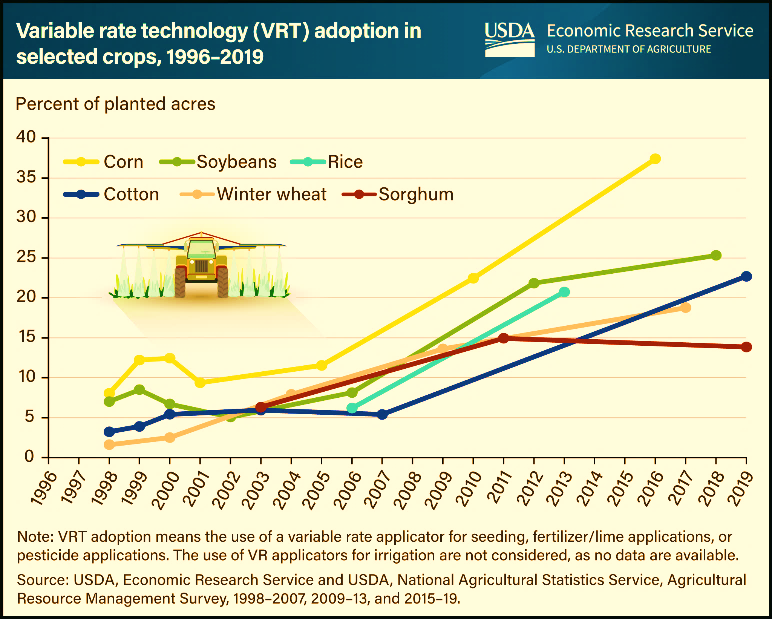 Variable rate technology (VRT) adoption in
selected crops, 1996–2019
USDA
Economic Research Service
U.S. DEPARTMENT OF AGRICULTURE
Percent of planted acres
40
35
30
25
20
15
10
5
0
Corn
Soybeans
Rice
Cotton
Winter wheat
Sorghum
1996
1997
1998
1999
2000
2001
2002
2003
2004
2005
2006
2007
2008
2009
2010
2011
2012
2013
2014
2015
2016
2017
2018
2019
Note: VRT adoption means the use of a variable rate applicator for seeding, fertilizer/lime applications, or
pesticide applications. The use of VR applicators for irrigation are not considered, as no data are available.
Source: USDA, Economic Research Service and USDA, National Agricultural Statistics Service, Agricultural
Resource Management Survey, 1998–2007, 2009–13, and 2015–19.